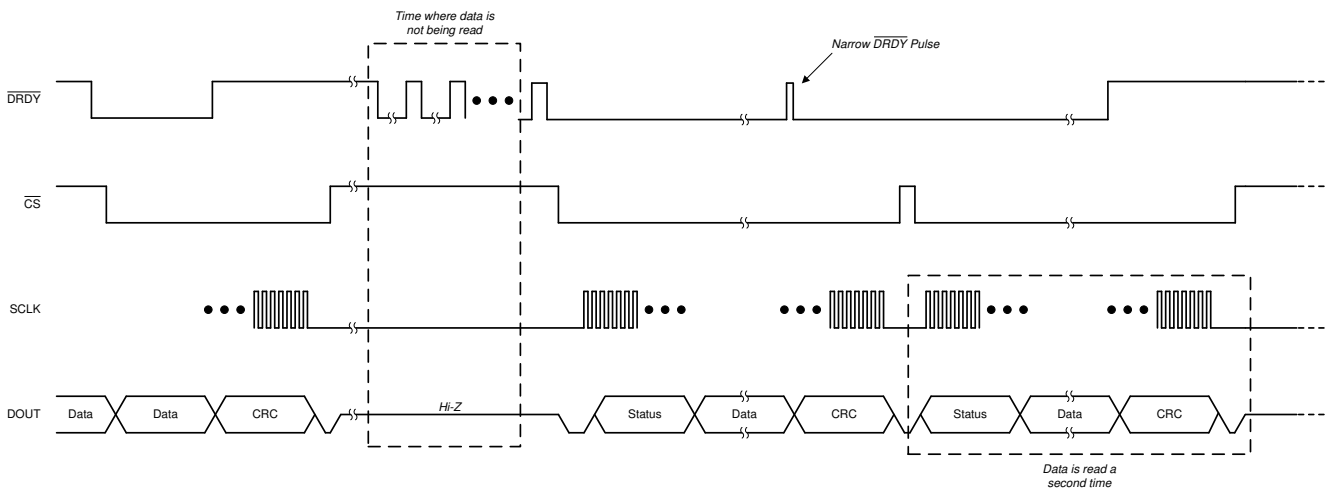 Time where data is
not being read
Narrow DRDY Pulse
DRDY
CS
SCLK
DOUT
Data
Data
CRC
Hi-Z
Status
Data
CRC
Status
Data
CRC
Data is read a
second time